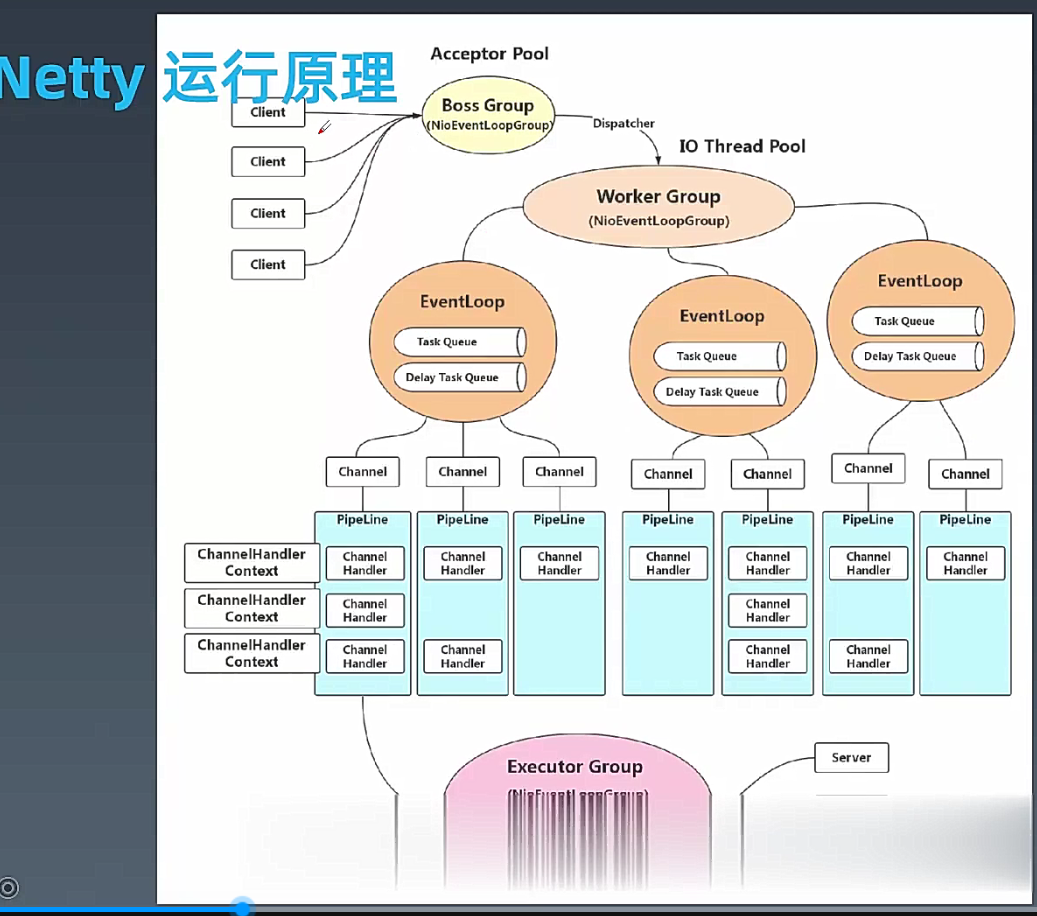 Netty 运行原理
Acceptor Pool
Client
Client
Client
Client
Boss Group
(NioEventLoopGroup)
Dispatcher
IO Thread Pool
Worker Group
(NioEventLoopGroup)
EventLoop
Task Queue
Delay Task Queue
EventLoop
Task Queue
Delay Task Queue
EventLoop
Task Queue
Delay Task Queue
Channel
Channel
Channel
Channel
Channel
Channel
Channel
PipeLine
PipeLine
PipeLine
PipeLine
PipeLine
PipeLine
PipeLine
ChannelHandler
Context
Channel
Handler
Channel
Handler
Channel
Handler
Channel
Handler
Channel
Handler
Channel
Handler
Channel
Handler
ChannelHandler
Context
Channel
Handler
Channel
Handler
ChannelHandler
Context
Channel
Handler
Channel
Handler
Channel
Handler
Channel
Handler
Executor Group
(NioEventLoopGroup)
Server